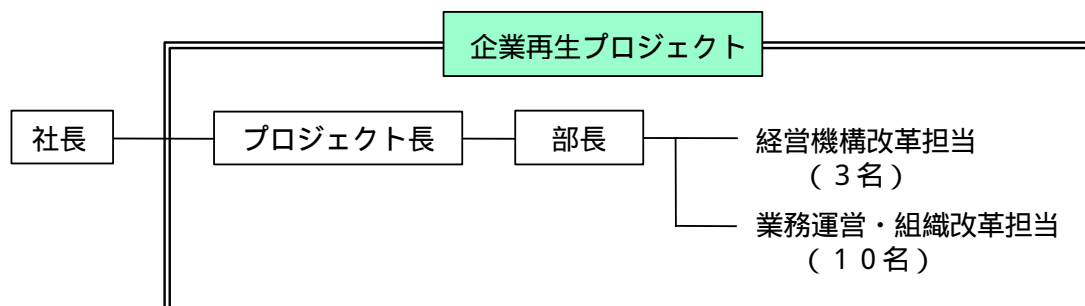 企業再生プロジェクト
社長
プロジェクト長
部長
経営機構改革担当
(3名)
業務運営・組織改革担当
(10名)